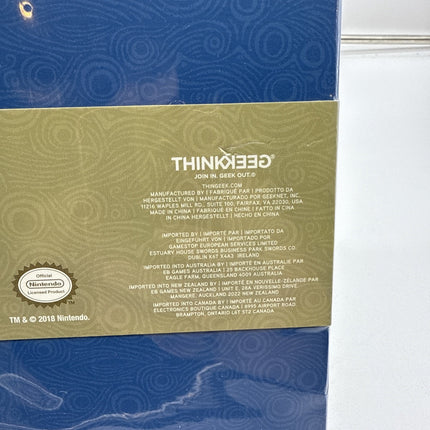 THINKGEEK®
JOIN IN. GEEK OUT.®
THINGEEK.COM
MANUFACTURED BY | FABRIQUÉ PAR | PRODOTTO DA
HERGESTELLT VON | MANUFACTURADO POR GEEKNET, INC.
11216 WAPLES MILL RD., SUITE 100, FAIRFAX, VA 22030, USA
MADE IN CHINA | FABRIQUÉ EN CHINE | FATTO IN CINA
IN CHINA HERGESTELLT | HECHO EN CHINA
IMPORTED BY | IMPORTÉ PAR | IMPORTATO DA
EINGEFÜHRT VON | IMPORTADO POR
GAMESTOP EUROPEAN SERVICES LIMITED
ESTUARY HOUSE SWORDS BUSINESS PARK SWORDS CO
DUBLIN K67 X4A3 IRELAND
IMPORTED INTO AUSTRALIA BY | IMPORTÉ EN AUSTRALIE PAR
EB GAMES AUSTRALIA | 25 BACKHOUSE PLACE
EAGLE FARM, QUEENSLAND 4009 AUSTRALIA
IMPORTED INTO NEW ZEALAND BY | IMPORTÉ EN NOUVELLE ZÉLANDE PAR
EB GAMES NEW ZEALAND | UNIT E, 28A VERISSIMO DRIVE,
MANGERE, AUCKLAND 2022 NEW ZEALAND
IMPORTED INTO CANADA BY | IMPORTÉ AU CANADA PAR
ELECTRONICS BOUTIQUE CANADA | 8995 AIRPORT ROAD
BRAMPTON, ONTARIO L6T 5T2 CANADA
Official
Nintendo
Licensed Product
TM & © 2018 Nintendo.